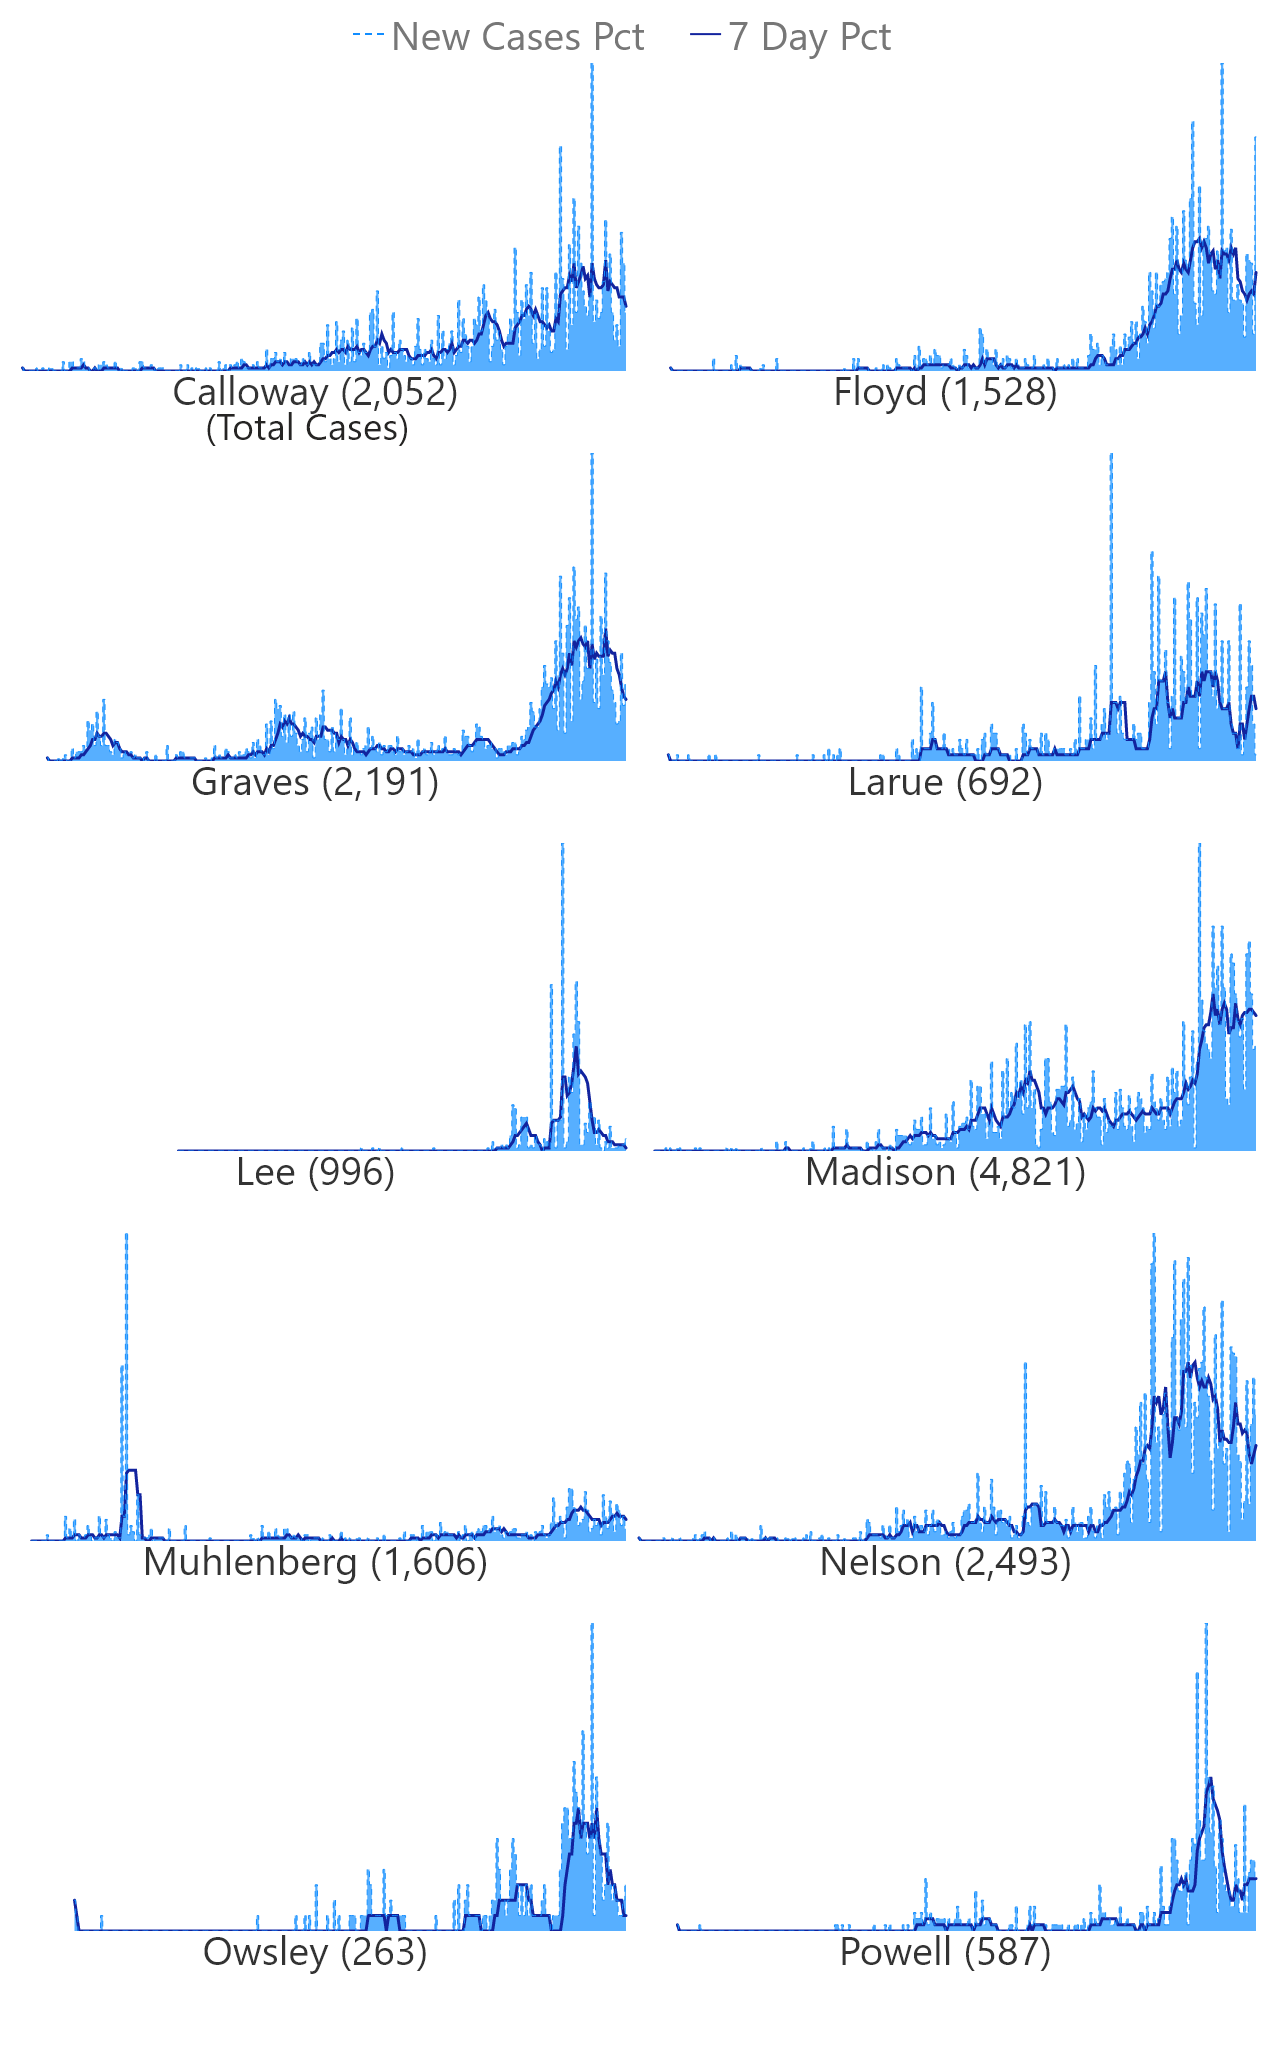 New Cases Pct 7 Day Pct
Calloway (2,052)
(Total Cases)
Floyd (1,528)
Graves (2,191)
Larue (692)
Lee (996)
Madison (4,821)
Muhlenberg (1,606)
Nelson (2,493)
Owsley (263)
Powell (587)